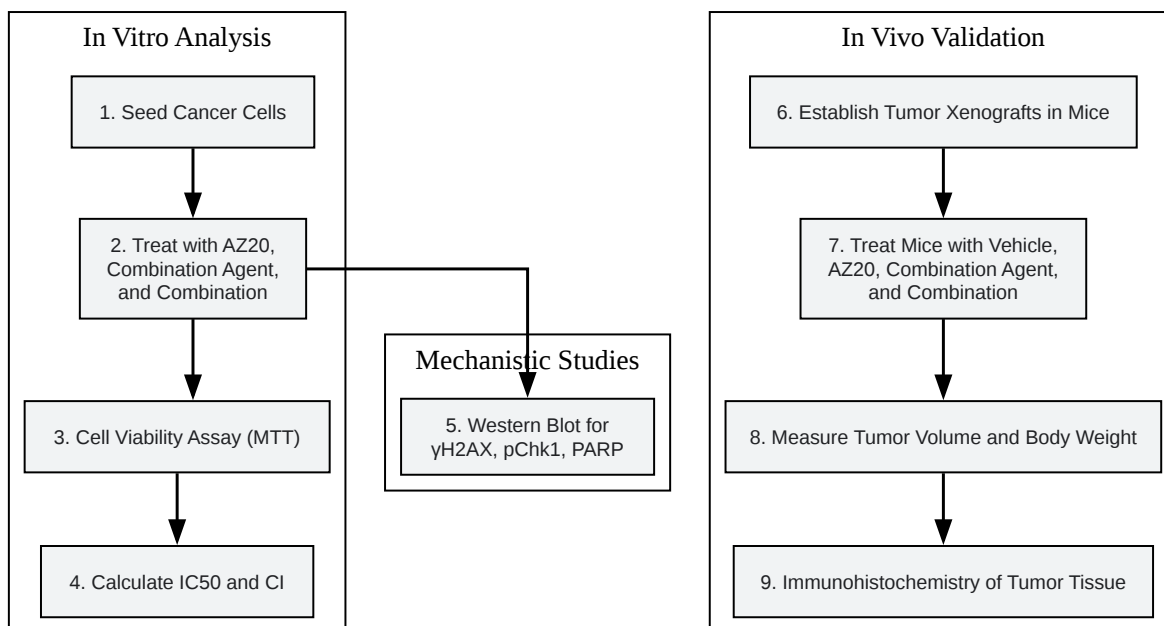 In Vitro Analysis
1. Seed Cancer Cells
2. Treat with AZ20,
Combination Agent,
and Combination
3. Cell Viability Assay (MTT)
4. Calculate IC50 and CI
Mechanistic Studies
5. Western Blot for
γH2AX, pChk1, PARP
In Vivo Validation
6. Establish Tumor Xenografts in Mice
7. Treat Mice with Vehicle,
AZ20, Combination Agent,
and Combination
8. Measure Tumor Volume and Body Weight
9. Immunohistochemistry of Tumor Tissue